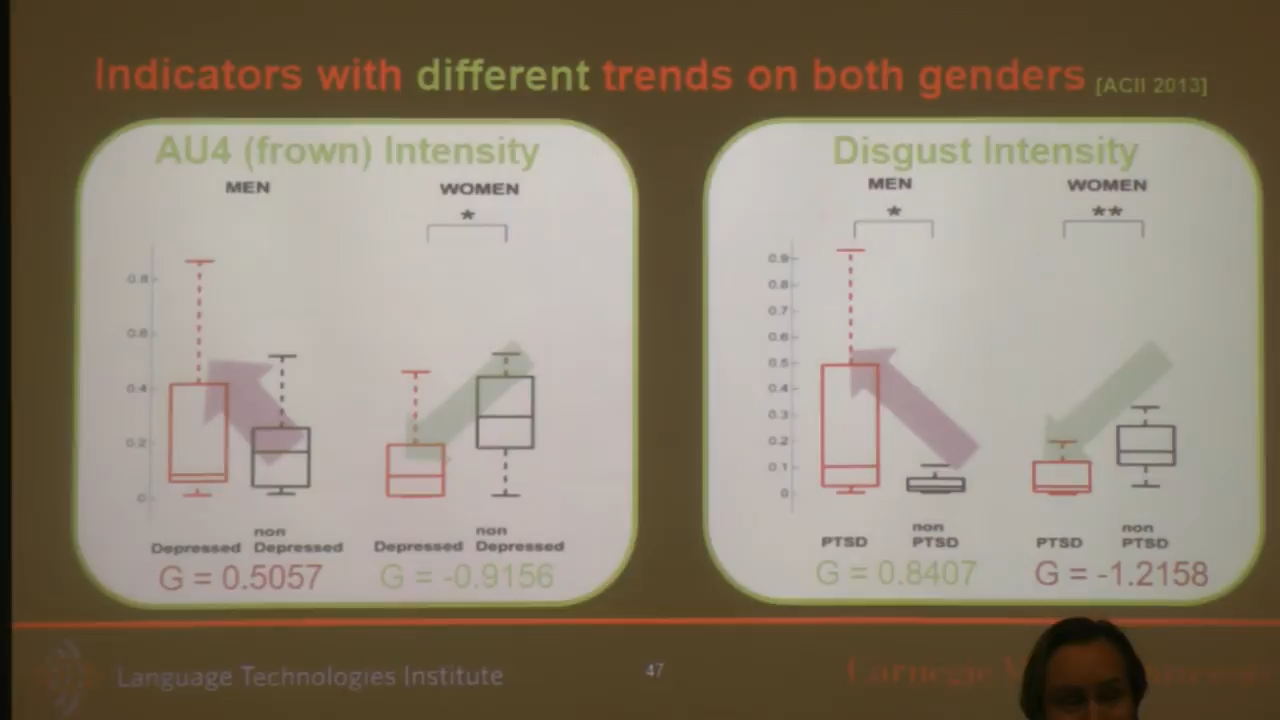 Indicators with different trends on both genders [ACII 2013]
AU4 (frown) Intensity
MEN
WOMEN
*
0.8
0.6
0.4
0.2
0
Depressed
non
Depressed
Depressed
non
Depressed
G = 0.5057
G = -0.9156
Disgust Intensity
MEN
WOMEN
*
**
0.9
0.8
0.7
0.6
0.5
0.4
0.3
0.2
0.1
0
PTSD
non
PTSD
PTSD
non
PTSD
G = 0.8407
G = -1.2158
Language Technologies Institute
47
Carnegie